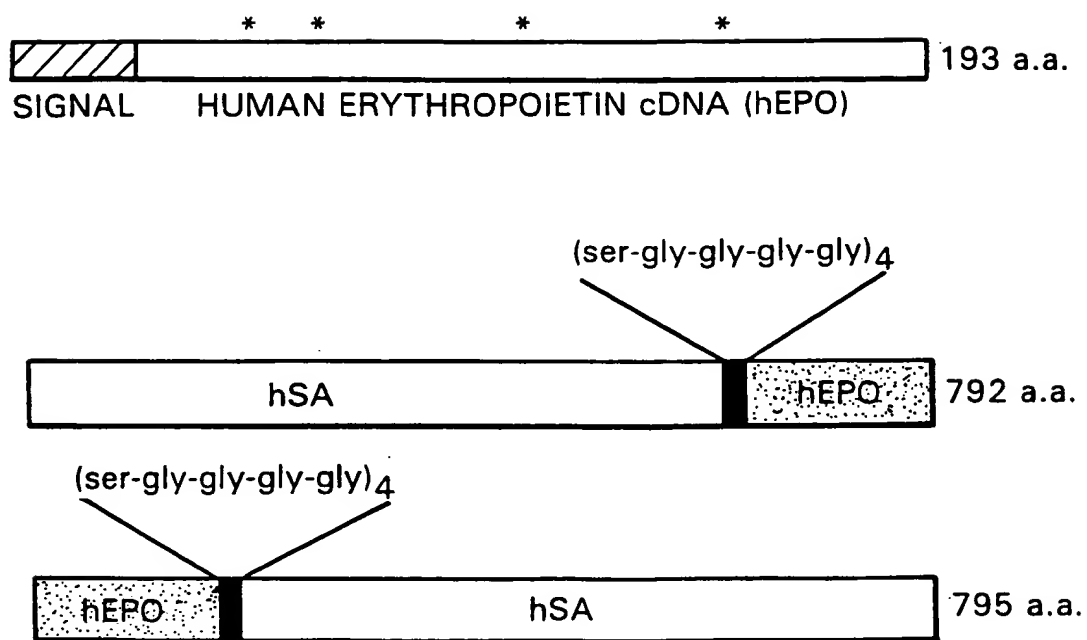 * * * *
193 a.a.
SIGNAL HUMAN ERYTHROPOIETIN cDNA (hEPO)
(ser-gly-gly-gly-gly)4
hSA hEPO 792 a.a.
(ser-gly-gly-gly-gly)4
hEPO hSA 795 a.a.